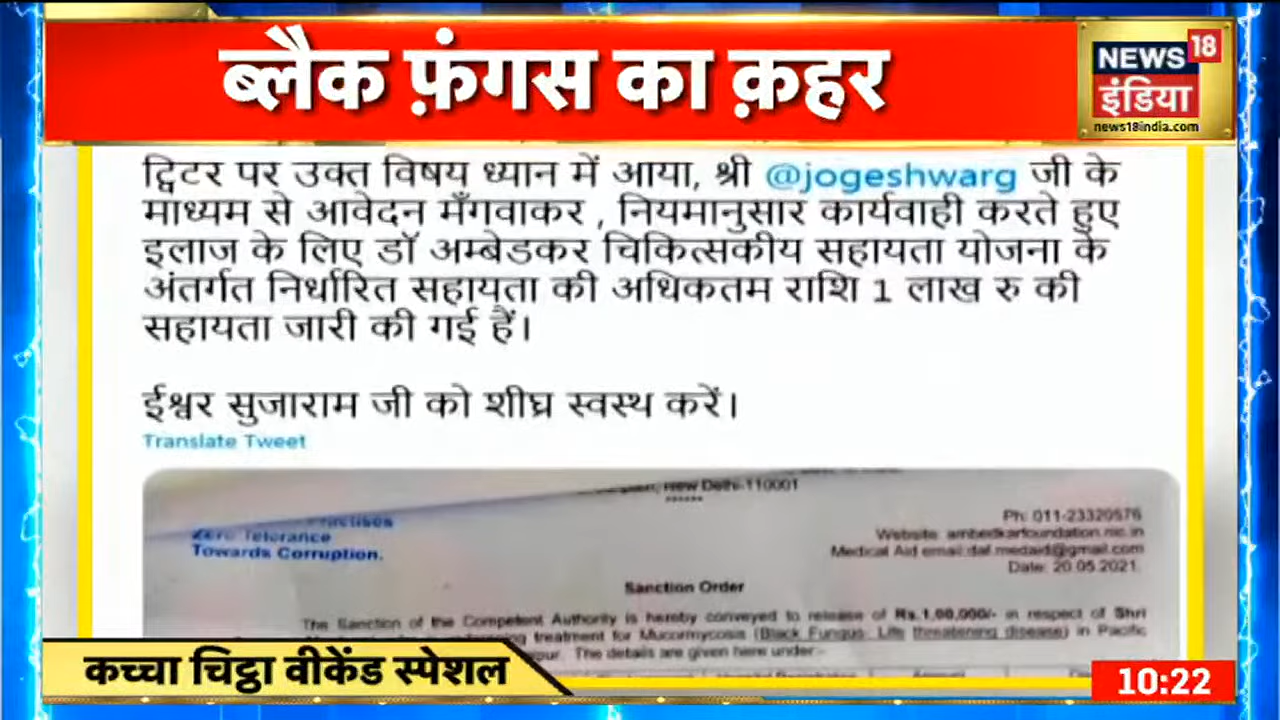 ब्लैक फ़ंगस का क़हर
NEWS 18
इंडिया
news18india.com
ट्विटर पर उक्त विषय ध्यान में आया, श्री @jogeshwarg जी के
माध्यम से आवेदन मँगवाकर , नियमानुसार कार्यवाही करते हुए
इलाज के लिए डॉ अम्बेडकर चिकित्सकीय सहायता योजना के
अंतर्गत निर्धारित सहायता की अधिकतम राशि 1 लाख रु की
सहायता जारी की गई हैं।
ईश्वर सुजाराम जी को शीघ्र स्वस्थ करें।
Translate Tweet
New Delhi-110001
******
Zero Tolerance
Towards Corruption.
Ph: 011-23320576
Website: ambedkarfoundation.nic.in
Medical Aid email:daf.medaid@gmail.com
Date: 20.05.2021.
Sanction Order
The Sanction of the Competent Authority is hereby conveyed to release of Rs.1,00,000/- in respect of Shri
treatment for Mucormycosis (Black Fungus: Life threatening disease) in Pacific
The details are given here under:-
कच्चा चिट्ठा वीकेंड स्पेशल
10:22